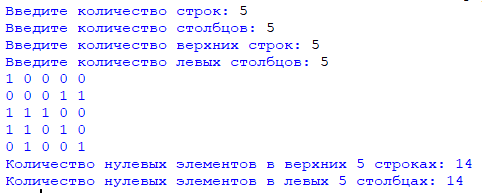 Введите количество строк: 5
Введите количество столбцов: 5
Введите количество верхних строк: 5
Введите количество левых столбцов: 5
1 0 0 0 0
0 0 0 1 1
1 1 1 0 0
1 1 0 1 0
0 1 0 0 1
Количество нулевых элементов в верхних 5 строках: 14
Количество нулевых элементов в левых 5 столбцах: 14